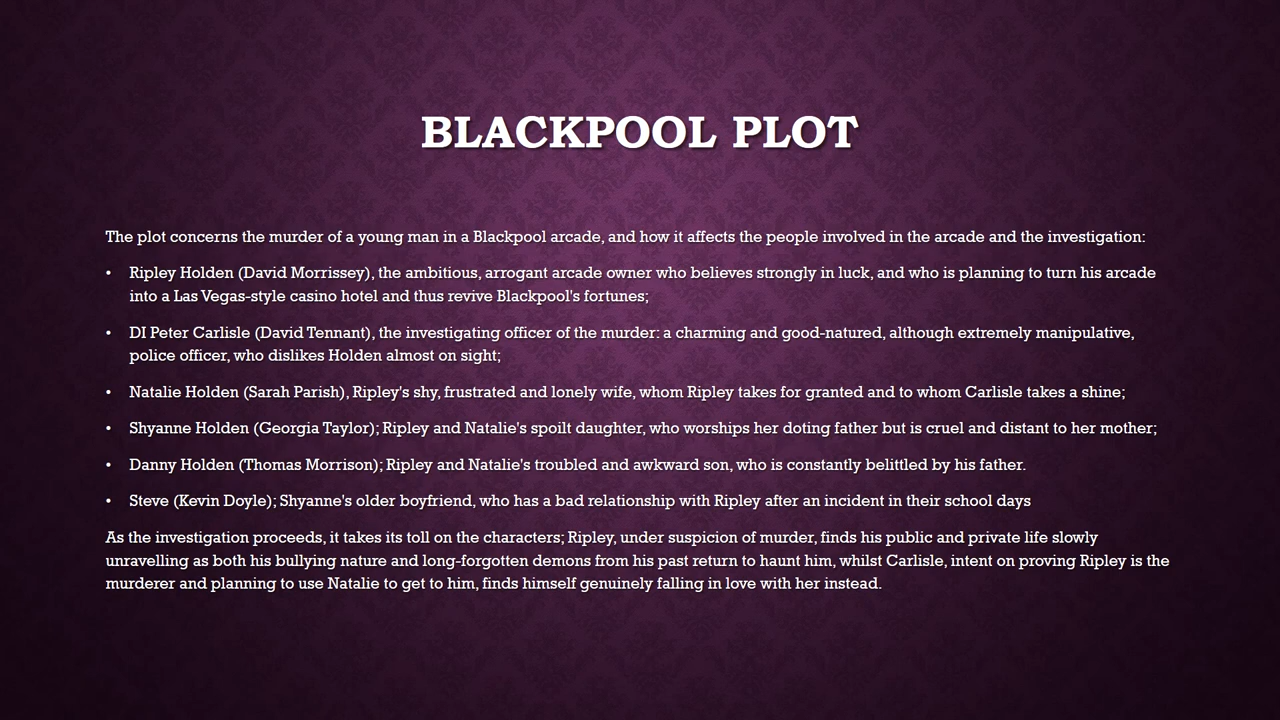 BLACKPOOL PLOT
The plot concerns the murder of a young man in a Blackpool arcade, and how it affects the people involved in the arcade and the investigation:
• Ripley Holden (David Morrissey), the ambitious, arrogant arcade owner who believes strongly in luck, and who is planning to turn his arcade
into a Las Vegas-style casino hotel and thus revive Blackpool's fortunes;
• DI Peter Carlisle (David Tennant), the investigating officer of the murder: a charming and good-natured, although extremely manipulative,
police officer, who dislikes Holden almost on sight;
• Natalie Holden (Sarah Parish), Ripley's shy, frustrated and lonely wife, whom Ripley takes for granted and to whom Carlisle takes a shine;
• Shyanne Holden (Georgia Taylor); Ripley and Natalie's spoilt daughter, who worships her doting father but is cruel and distant to her mother;
• Danny Holden (Thomas Morrison); Ripley and Natalie's troubled and awkward son, who is constantly belittled by his father.
• Steve (Kevin Doyle); Shyanne's older boyfriend, who has a bad relationship with Ripley after an incident in their school days
As the investigation proceeds, it takes its toll on the characters; Ripley, under suspicion of murder, finds his public and private life slowly
unravelling as both his bullying nature and long-forgotten demons from his past return to haunt him, whilst Carlisle, intent on proving Ripley is the
murderer and planning to use Natalie to get to him, finds himself genuinely falling in love with her instead.